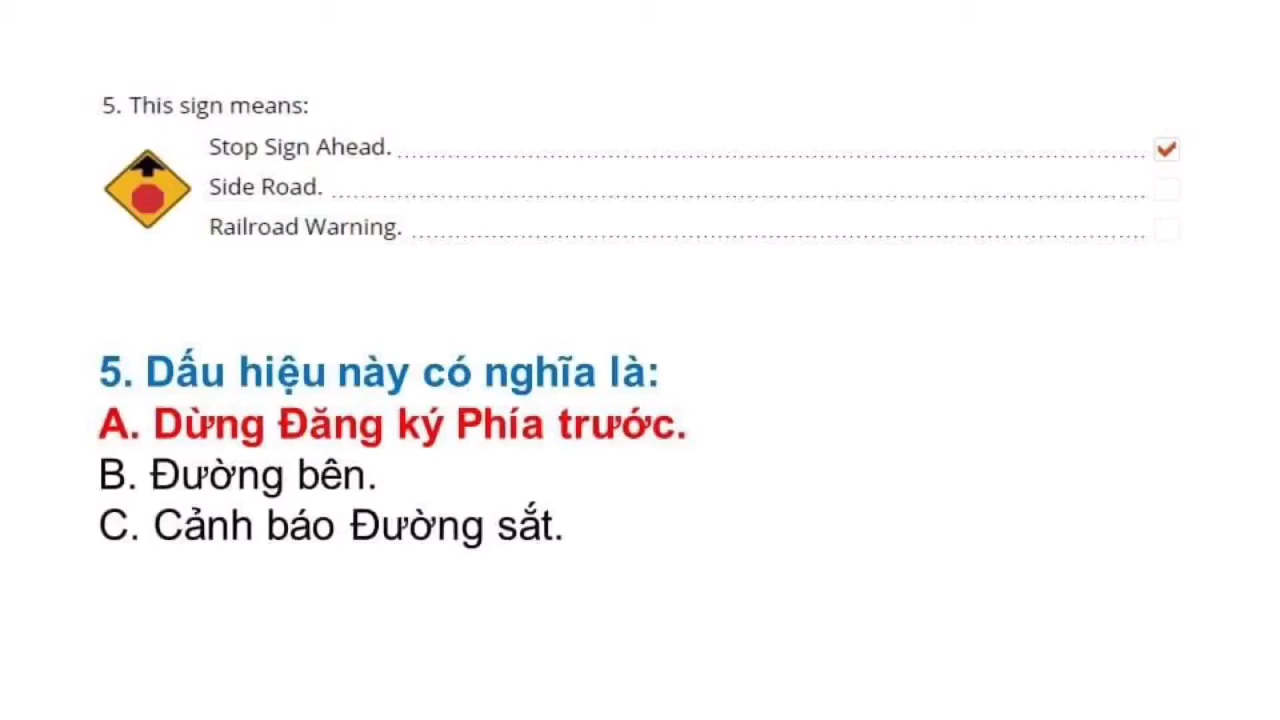 5. This sign means:
Stop Sign Ahead.
Side Road.
Railroad Warning.
5. Dấu hiệu này có nghĩa là:
A. Dừng Đăng ký Phía trước.
B. Đường bên.
C. Cảnh báo Đường sắt.